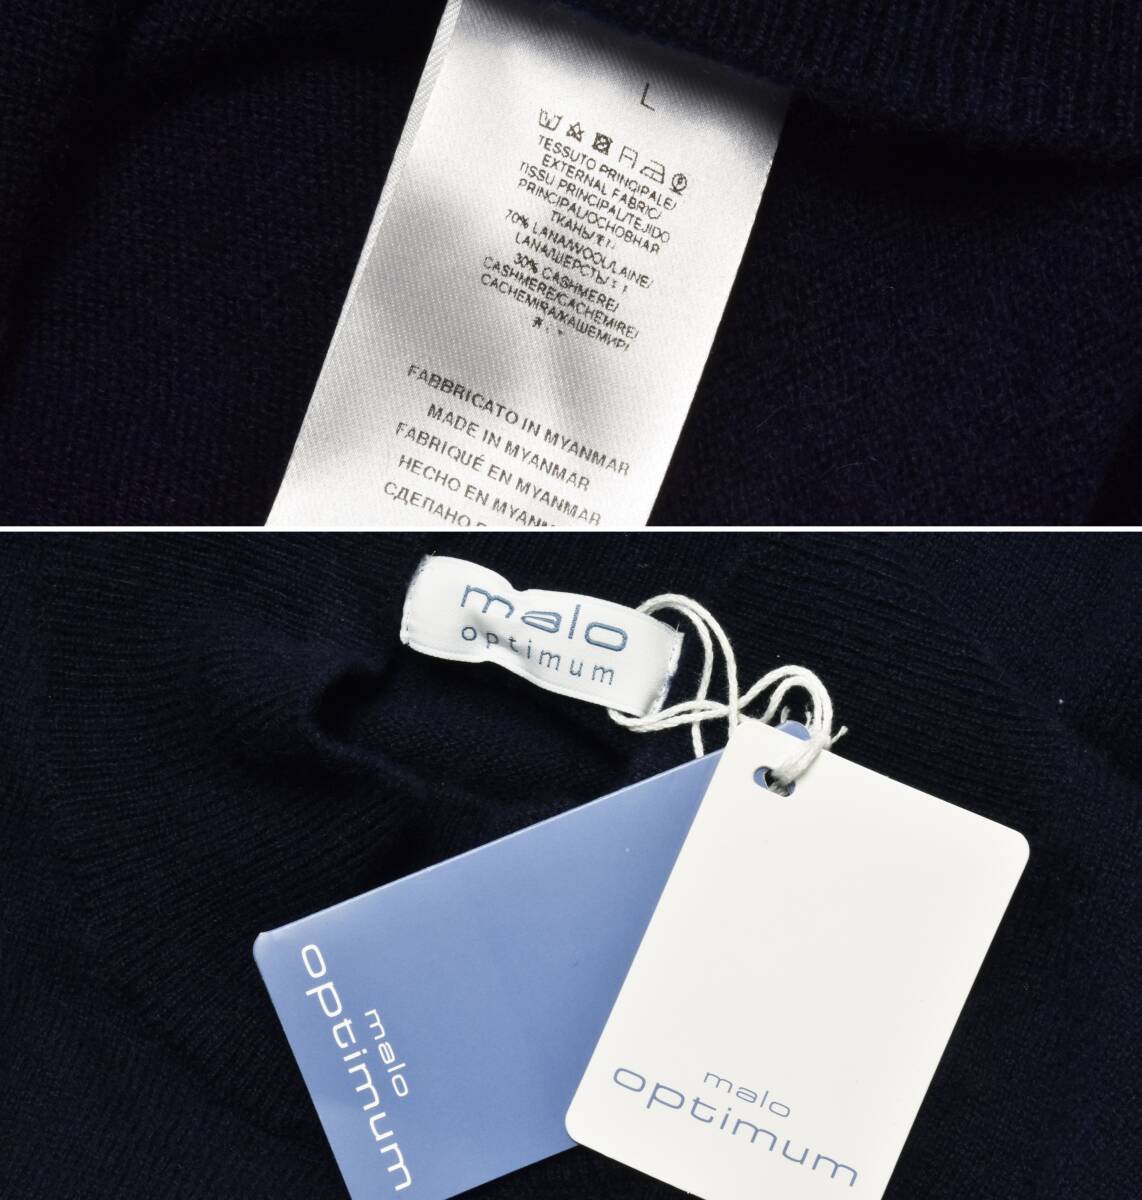 L
TESSUTO PRINCIPALE/
EXTERNAL FABRIC/
TISSU PRINCIPAL/TEJIDO
PRINCIPAL/ОСНОВНАЯ
ТКАНЬ/
70% LANA/WOOL/LAINE/
LANA/ШЕРСТЬ/
30% CASHMERE/
CASHMERE/CACHEMIRE/
CACHEMIRA/КАШЕМИР/
FABBRICATO IN MYANMAR
MADE IN MYANMAR
FABRIQUÉ EN MYANMAR
HECHO EN MYANMAR
СДЕЛАНО
malo
optimum
malo
optimum
malo
optimum